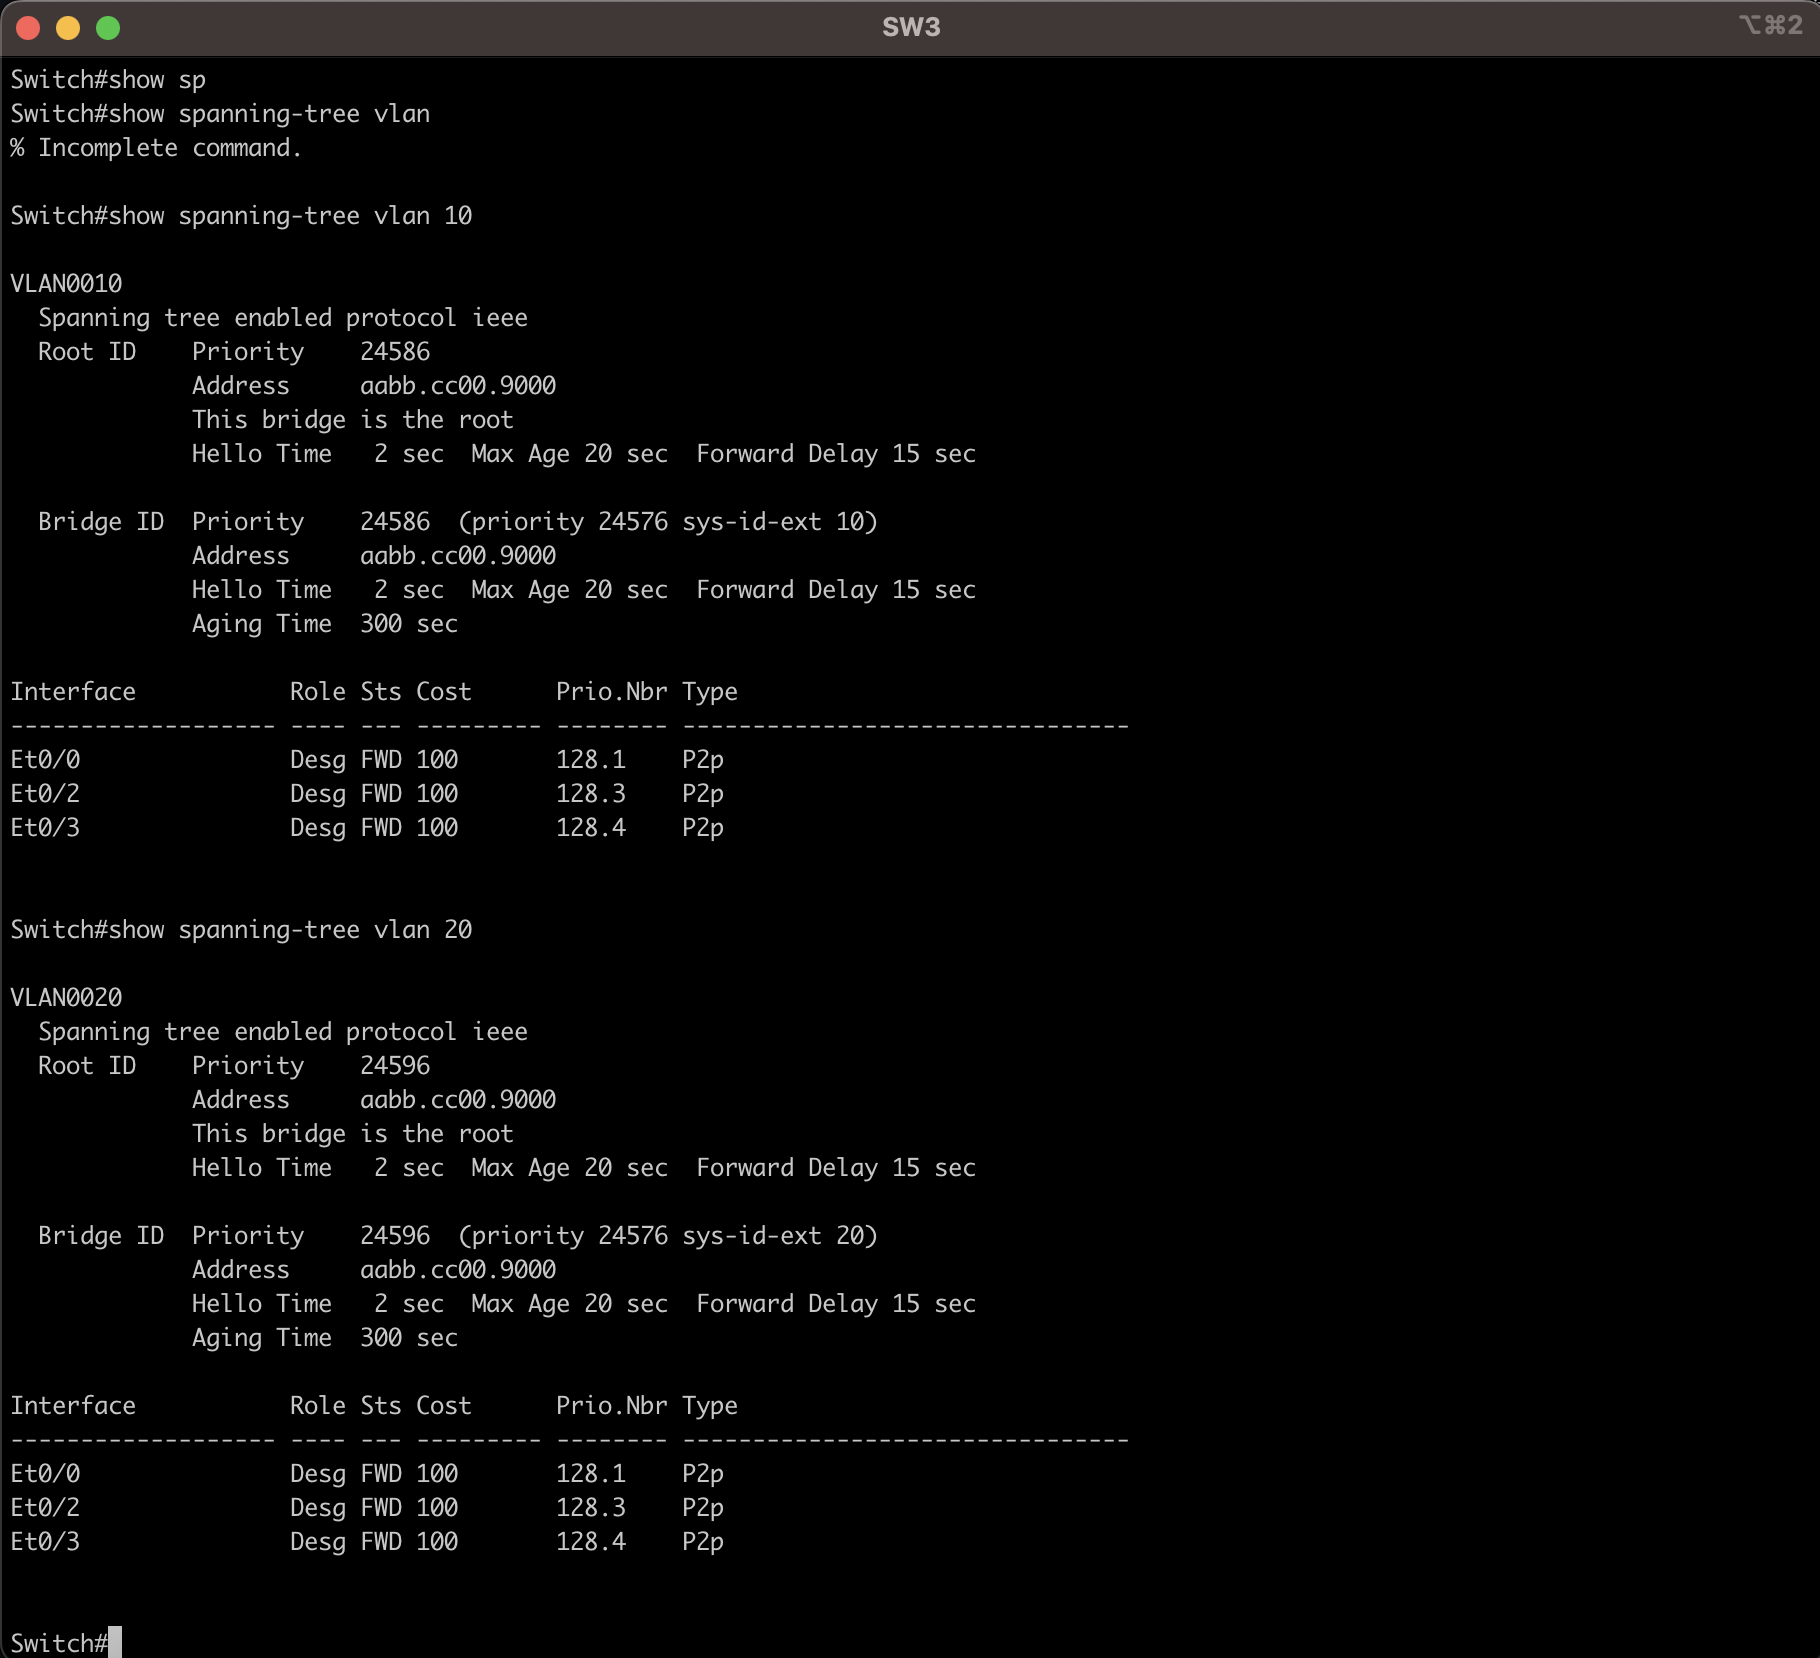 SW3
⌥⌘2
Switch#show sp
Switch#show spanning-tree vlan
% Incomplete command.
Switch#show spanning-tree vlan 10
VLAN0010
  Spanning tree enabled protocol ieee
  Root ID    Priority    24586
             Address     aabb.cc00.9000
             This bridge is the root
             Hello Time   2 sec  Max Age 20 sec  Forward Delay 15 sec
  Bridge ID  Priority    24586  (priority 24576 sys-id-ext 10)
             Address     aabb.cc00.9000
             Hello Time   2 sec  Max Age 20 sec  Forward Delay 15 sec
             Aging Time  300 sec
Interface           Role Sts Cost      Prio.Nbr Type
------------------- ---- --- --------- -------- --------------------------------
Et0/0               Desg FWD 100       128.1    P2p
Et0/2               Desg FWD 100       128.3    P2p
Et0/3               Desg FWD 100       128.4    P2p
Switch#show spanning-tree vlan 20
VLAN0020
  Spanning tree enabled protocol ieee
  Root ID    Priority    24596
             Address     aabb.cc00.9000
             This bridge is the root
             Hello Time   2 sec  Max Age 20 sec  Forward Delay 15 sec
  Bridge ID  Priority    24596  (priority 24576 sys-id-ext 20)
             Address     aabb.cc00.9000
             Hello Time   2 sec  Max Age 20 sec  Forward Delay 15 sec
             Aging Time  300 sec
Interface           Role Sts Cost      Prio.Nbr Type
------------------- ---- --- --------- -------- --------------------------------
Et0/0               Desg FWD 100       128.1    P2p
Et0/2               Desg FWD 100       128.3    P2p
Et0/3               Desg FWD 100       128.4    P2p
Switch#